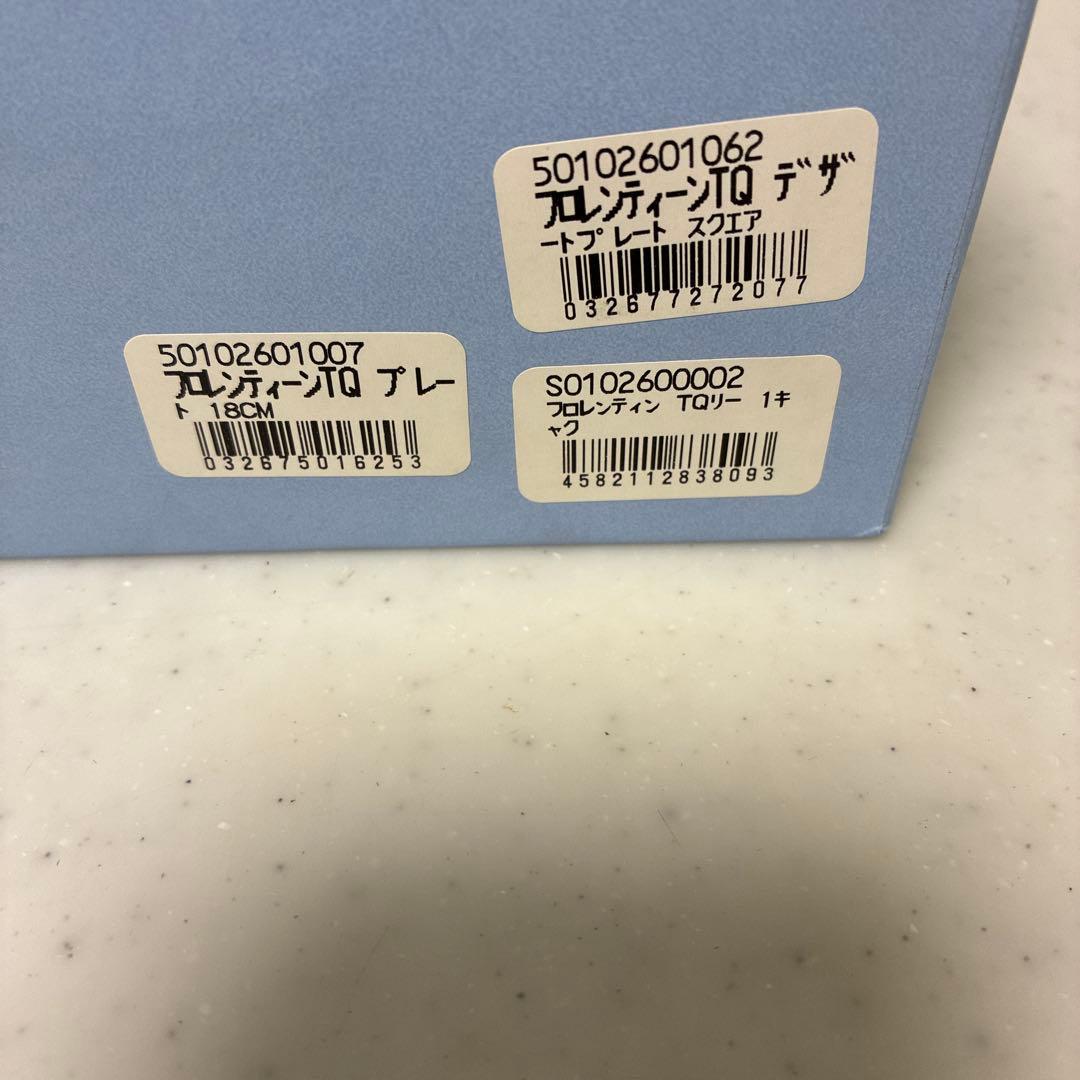 50102601062
フロレンティーンTQ デザ
ートプレート スクエア
032677272077
50102601007
フロレンティーンTQ プレー
ト 18CM
032675016253
S0102600002
フロレンティン TQリー 1キ
ャク
4582112838093